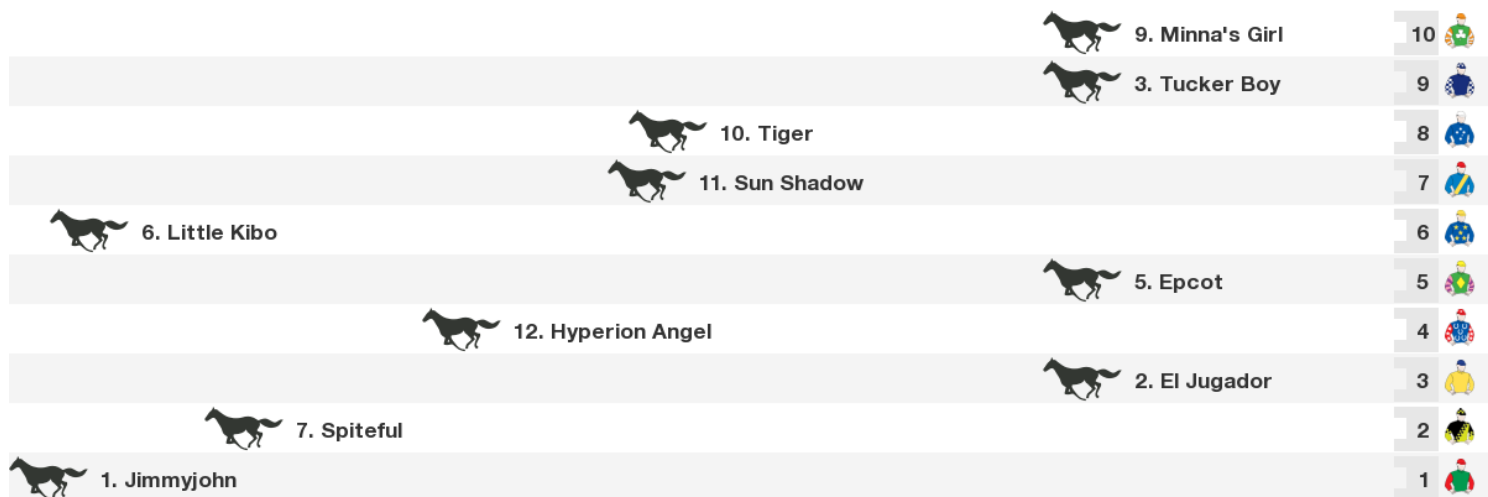 9. Minna's Girl 10
3. Tucker Boy 9
10. Tiger 8
11. Sun Shadow 7
6. Little Kibo 6
5. Epcot 5
12. Hyperion Angel 4
2. El Jugador 3
7. Spiteful 2
1. Jimmyjohn 1